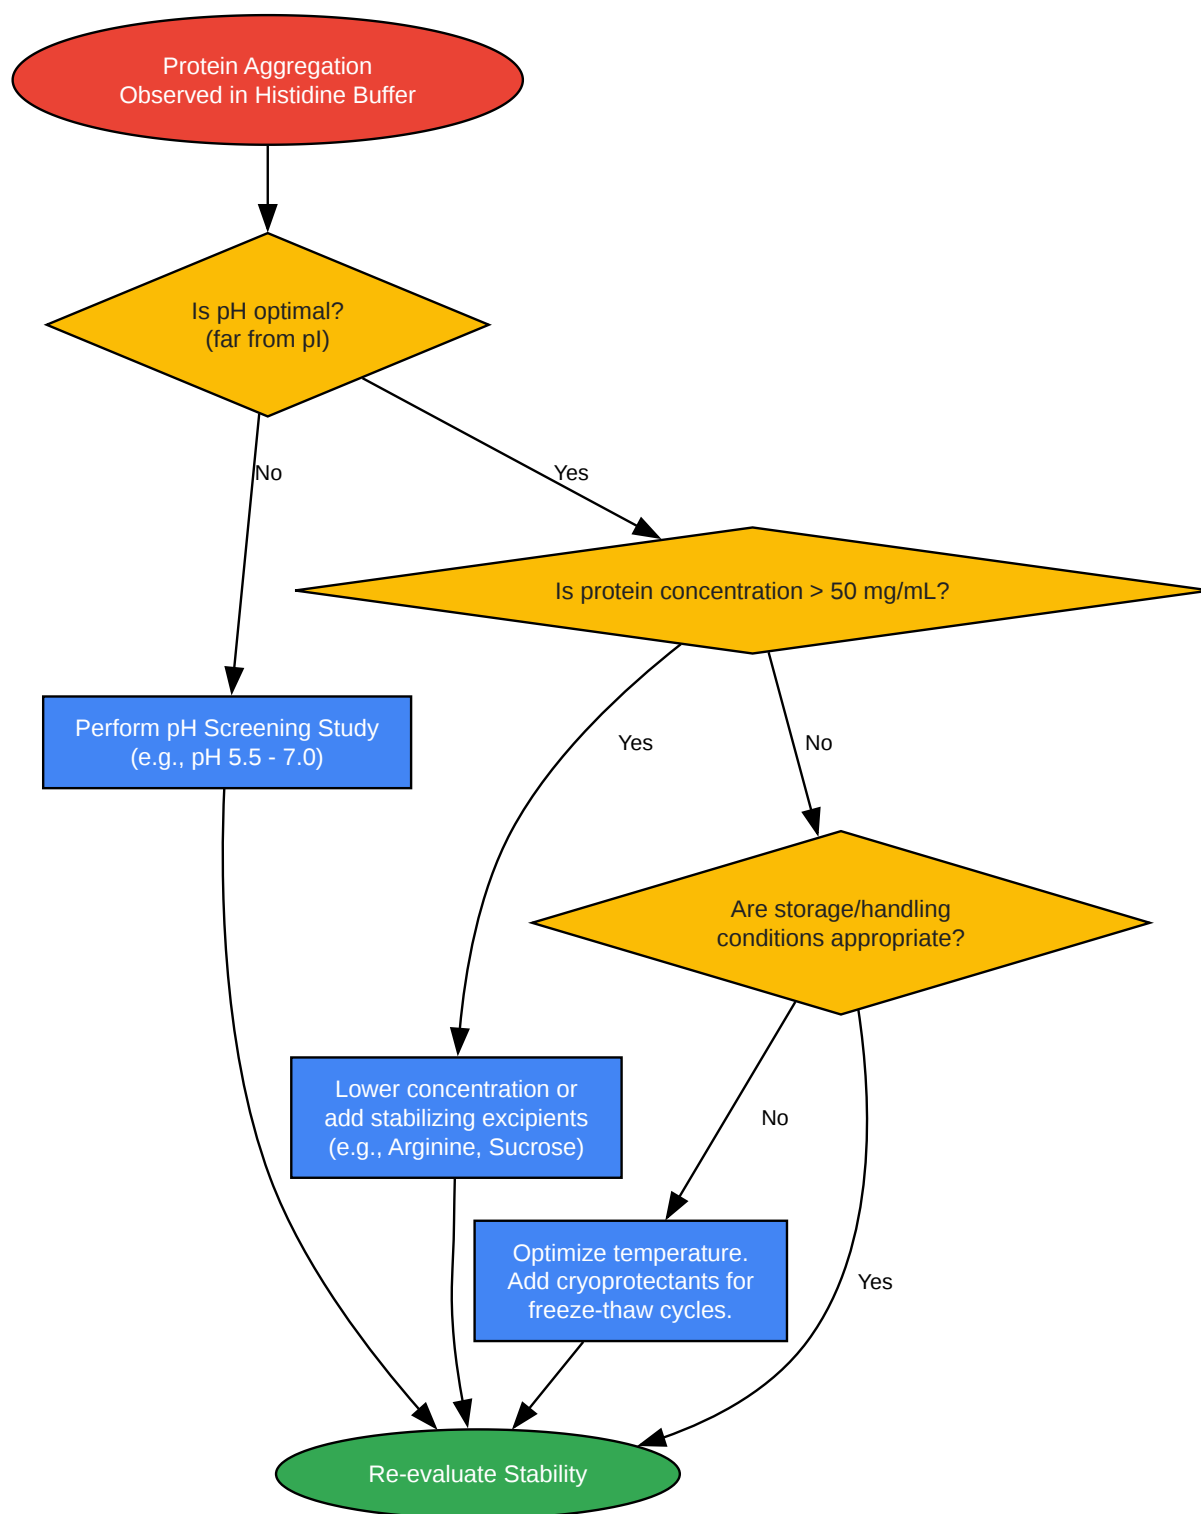 Protein Aggregation
Observed in Histidine Buffer
Is pH optimal?
(far from pI)
No
Yes
Is protein concentration > 50 mg/mL?
Perform pH Screening Study
(e.g., pH 5.5 - 7.0)
Yes
No
Are storage/handling
conditions appropriate?
Lower concentration or
add stabilizing excipients
(e.g., Arginine, Sucrose)
No
Optimize temperature.
Add cryoprotectants for
freeze-thaw cycles.
Yes
Re-evaluate Stability